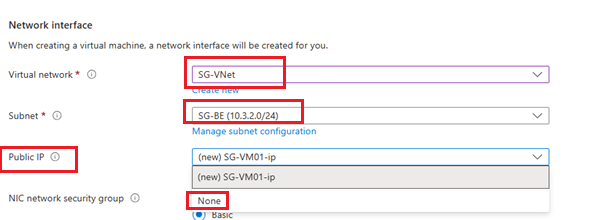 Network interface
When creating a virtual machine, a network interface will be created for you.
Virtual network * SG-VNet
Create new
Subnet * SG-BE (10.3.2.0/24)
Manage subnet configuration
Public IP (new) SG-VM01-ip
(new) SG-VM01-ip
NIC network security group None
Basic